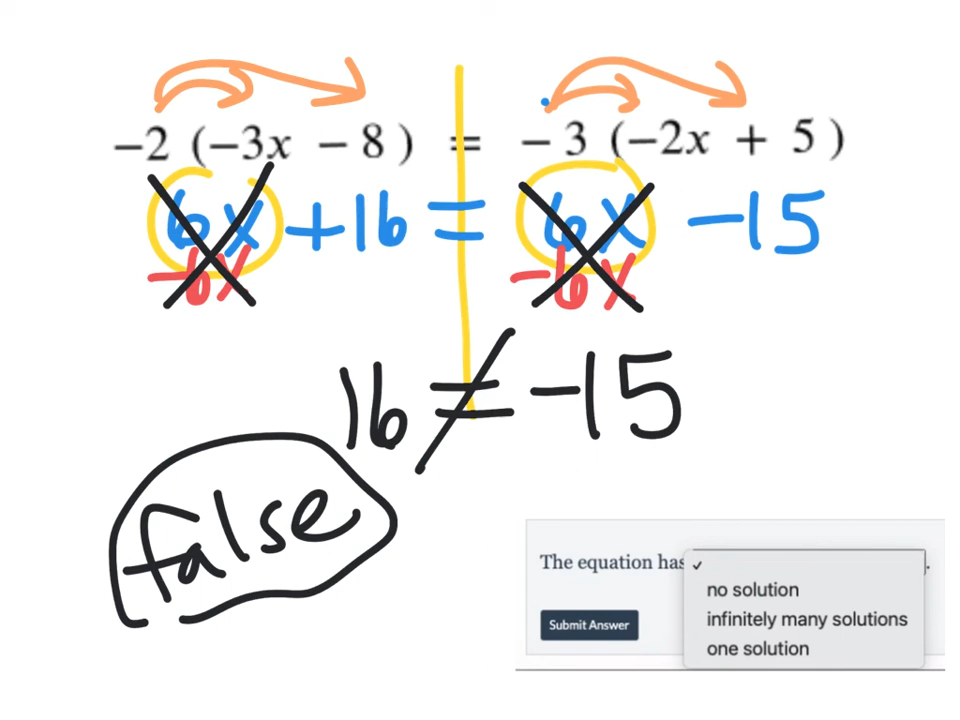 −2 (−3x − 8) = −3 (−2x + 5)
6x +16 = 6x −15
−6x −6x
16 ≠ −15
false
The equation has ✓ .
no solution
infinitely many solutions
one solution
Submit Answer